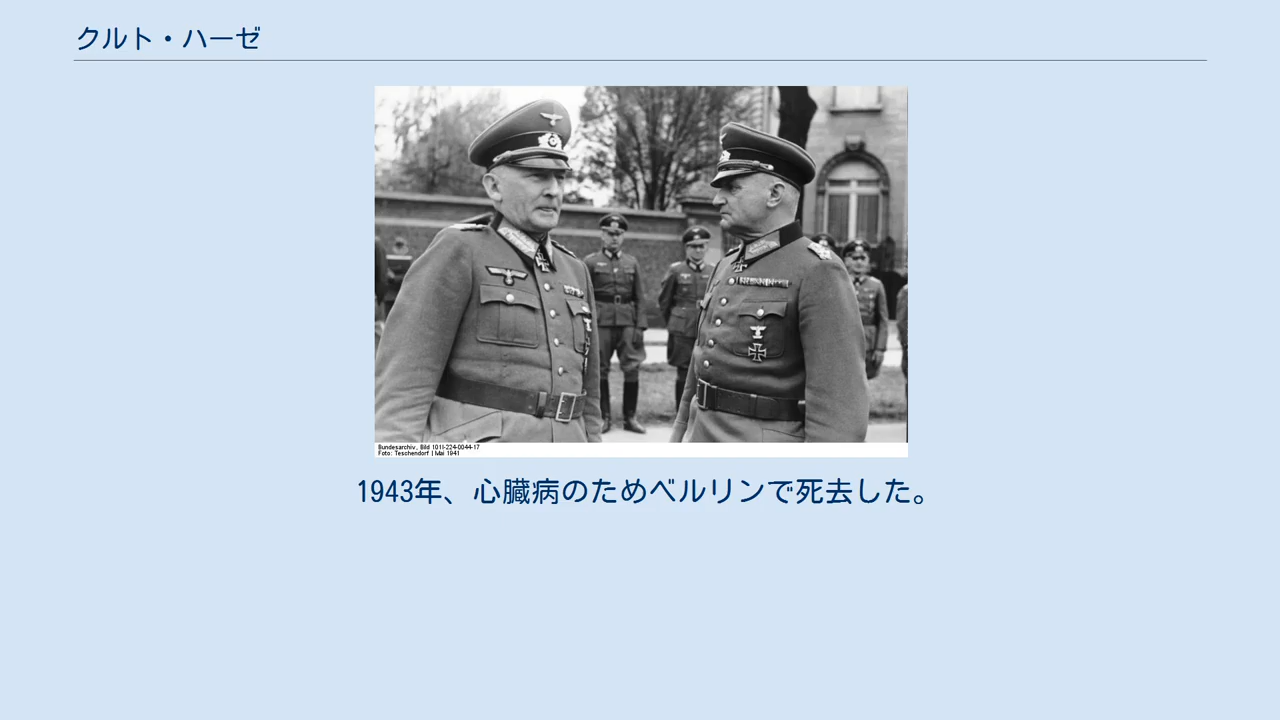 クルト・ハーゼ
Bundesarchiv, Bild 101I-224-0044-17
Foto: Teschendorf | Mai 1941
1943年、心臓病のためベルリンで死去した。